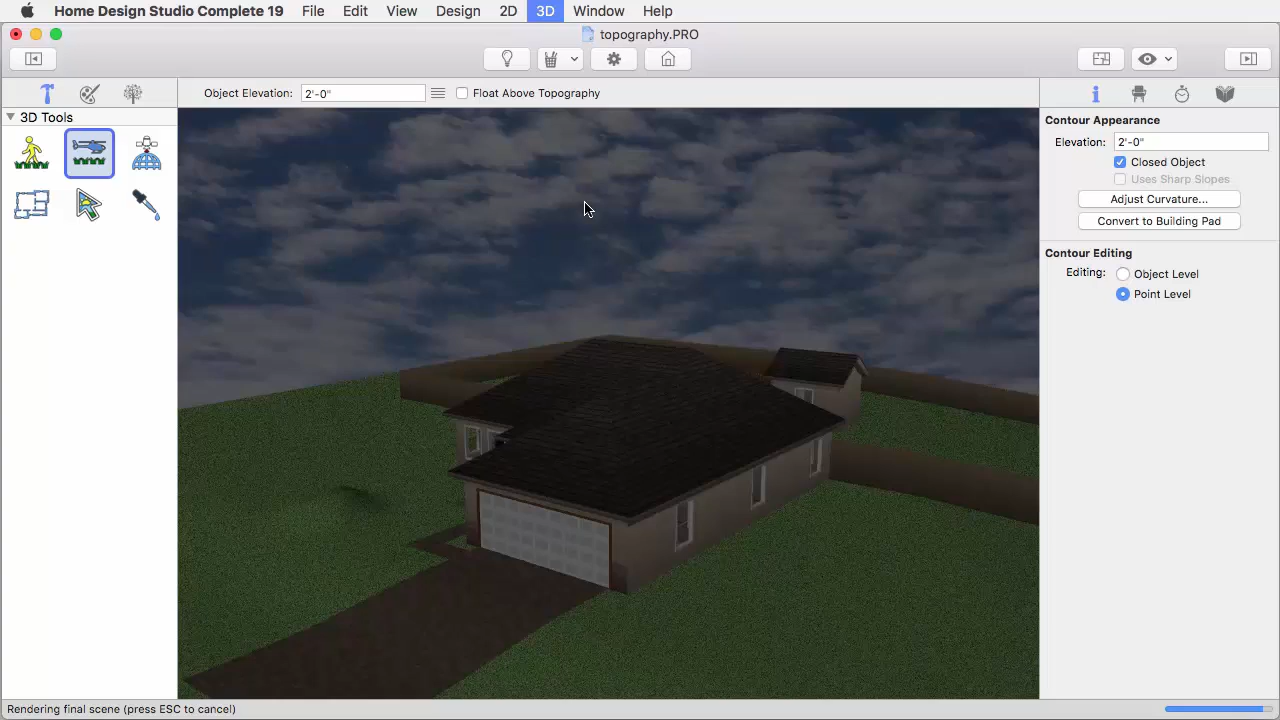 Home Design Studio Complete 19 File Edit View Design 2D 3D Window Help
topography.PRO
Object Elevation: 2'-0" Float Above Topography
3D Tools
Contour Appearance
Elevation: 2'-0"
Closed Object
Uses Sharp Slopes
Adjust Curvature...
Convert to Building Pad
Contour Editing
Editing: Object Level
Point Level
Rendering final scene (press ESC to cancel)